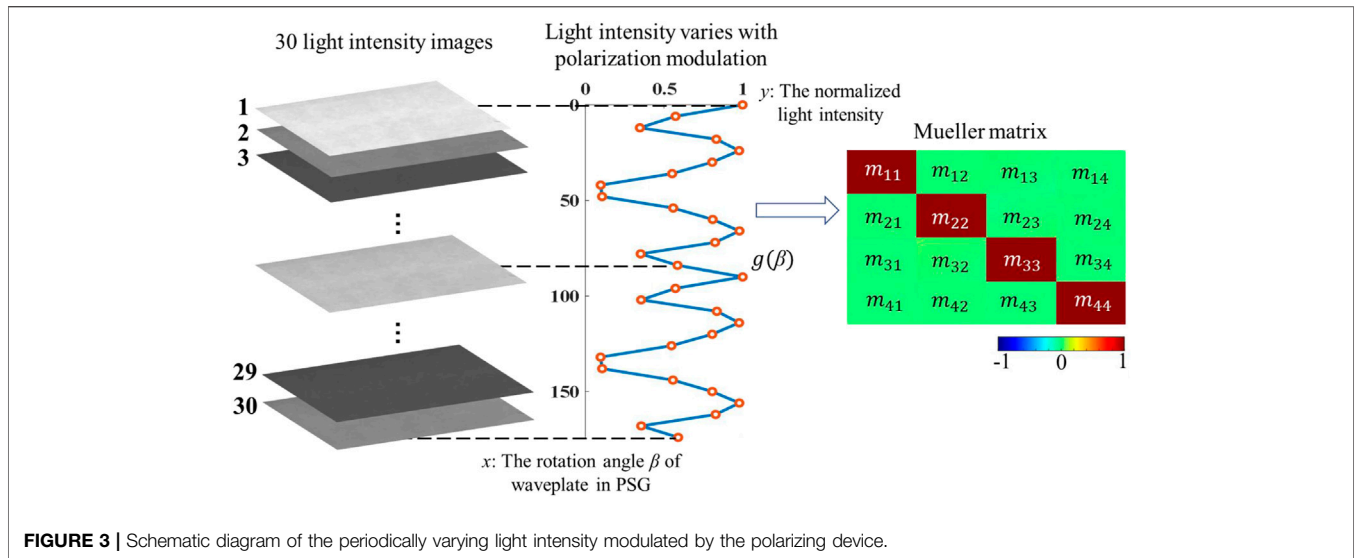 30 light intensity images
Light intensity varies with
polarization modulation
0 0.5 1
y: The normalized
light intensity
0
50
100
150
1
2
3
⋮
⋮
29
30
g(β)
x: The rotation angle β of
waveplate in PSG
Mueller matrix
m₁₁ m₁₂ m₁₃ m₁₄
m₂₁ m₂₂ m₂₃ m₂₄
m₃₁ m₃₂ m₃₃ m₃₄
m₄₁ m₄₂ m₄₃ m₄₄
-1 0 1
FIGURE 3 | Schematic diagram of the periodically varying light intensity modulated by the polarizing device.